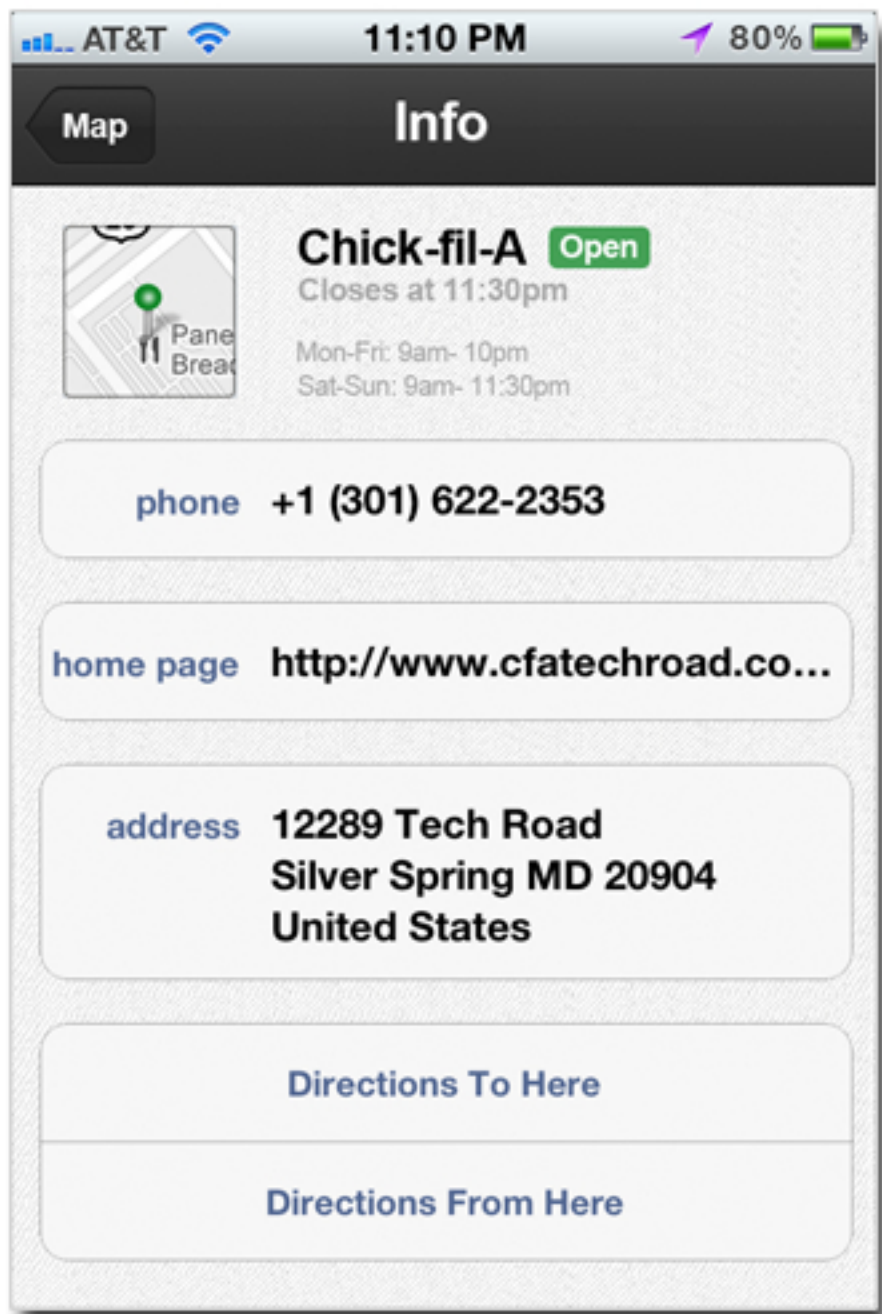 AT&T 11:10 PM 80%
Map Info
Chick-fil-A Open
Closes at 11:30pm
Mon-Fri: 9am- 10pm
Sat-Sun: 9am- 11:30pm
Pane
Bread
phone +1 (301) 622-2353
home page http://www.cfatechroad.co...
address 12289 Tech Road
Silver Spring MD 20904
United States
Directions To Here
Directions From Here